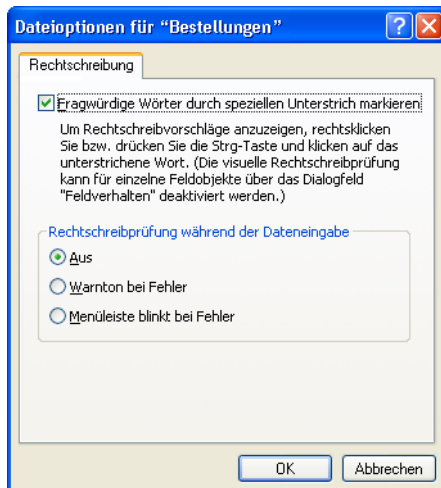 Dateioptionen für “Bestellungen”
Rechtschreibung
Fragwürdige Wörter durch speziellen Unterstrich markieren
Um Rechtschreibvorschläge anzuzeigen, rechtsklicken
Sie bzw. drücken Sie die Strg-Taste und klicken auf das
unterstrichene Wort. (Die visuelle Rechtschreibprüfung
kann für einzelne Feldobjekte über das Dialogfeld
"Feldverhalten" deaktiviert werden.)
Rechtschreibprüfung während der Dateneingabe
Aus
Warnton bei Fehler
Menüleiste blinkt bei Fehler
OK Abbrechen